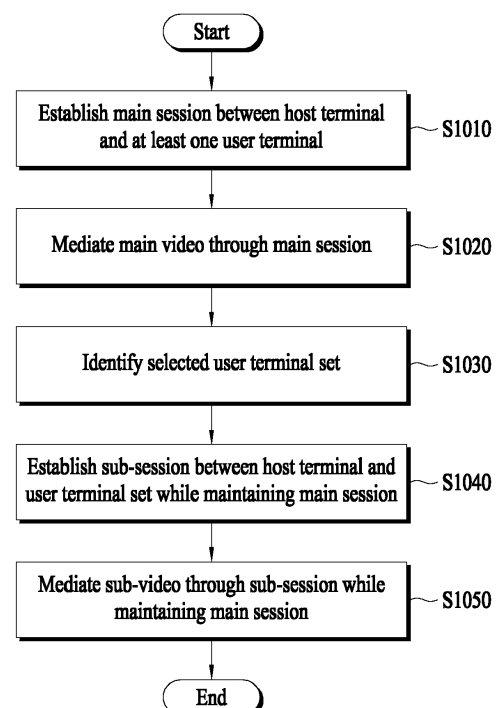 Start
Establish main session between host terminal
and at least one user terminal
S1010
Mediate main video through main session
S1020
Identify selected user terminal set
S1030
Establish sub-session between host terminal and
user terminal set while maintaining main session
S1040
Mediate sub-video through sub-session while
maintaining main session
S1050
End